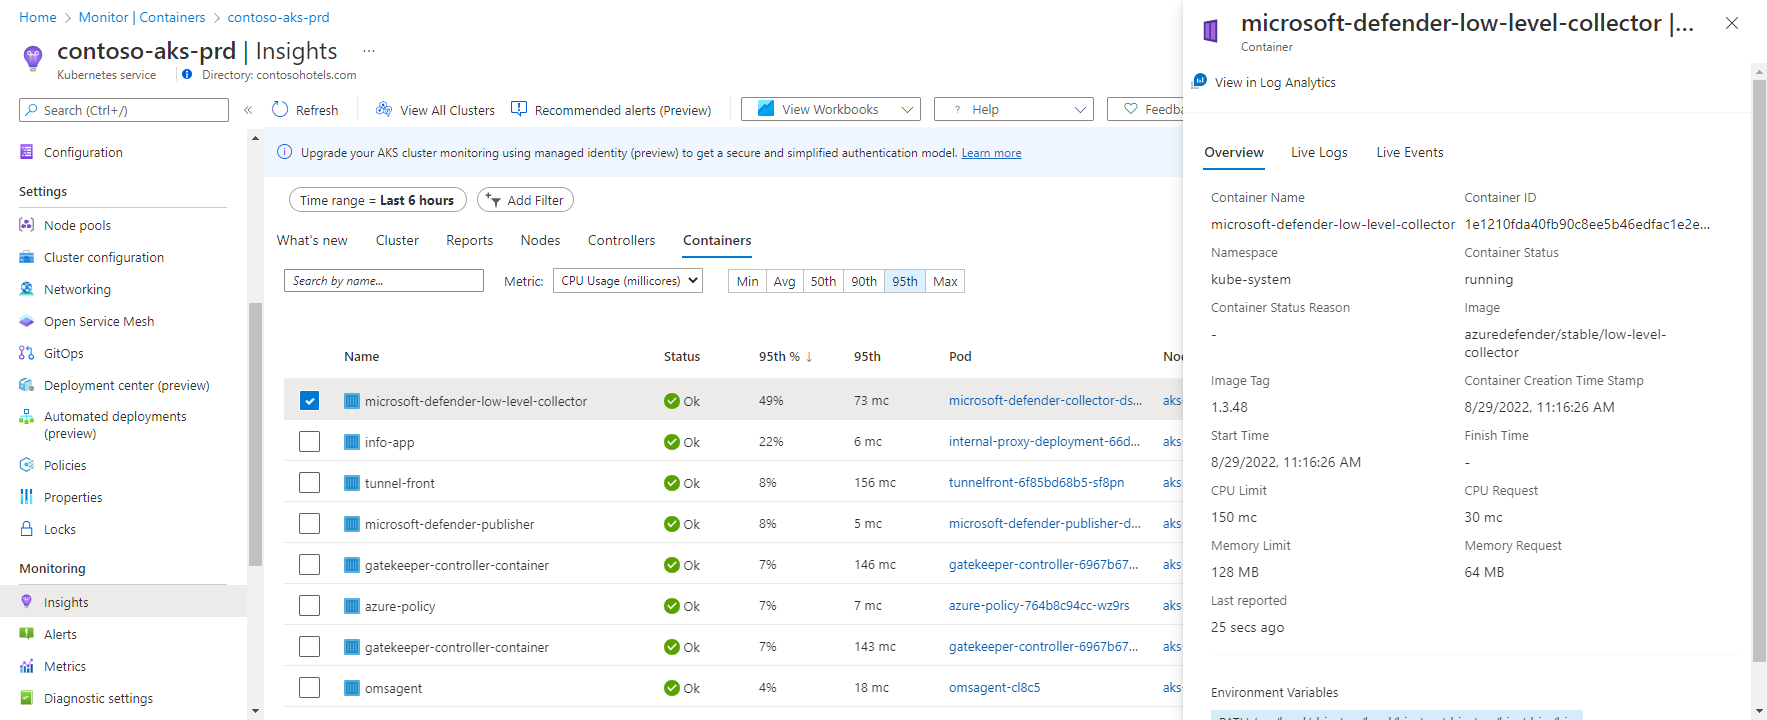 Home > Monitor | Containers > contoso-aks-prd
contoso-aks-prd | Insights ...
Kubernetes service | Directory: contosohotels.com
Search (Ctrl+/)
«
Configuration
Settings
Node pools
Cluster configuration
Networking
Open Service Mesh
GitOps
Deployment center (preview)
Automated deployments
(preview)
Policies
Properties
Locks
Monitoring
Insights
Alerts
Metrics
Diagnostic settings
Refresh View All Clusters Recommended alerts (Preview) View Workbooks ? Help Feedba
Upgrade your AKS cluster monitoring using managed identity (preview) to get a secure and simplified authentication model. Learn more
Time range = Last 6 hours Add Filter
What's new Cluster Reports Nodes Controllers Containers
Search by name... Metric: CPU Usage (millicores) Min Avg 50th 90th 95th Max
Name Status 95th % ↓ 95th Pod Noc
microsoft-defender-low-level-collector Ok 49% 73 mc microsoft-defender-collector-ds... aks-
info-app Ok 22% 6 mc internal-proxy-deployment-66d... aks-
tunnel-front Ok 8% 156 mc tunnelfront-6f85bd68b5-sf8pn aks-
microsoft-defender-publisher Ok 8% 5 mc microsoft-defender-publisher-d... aks-
gatekeeper-controller-container Ok 7% 146 mc gatekeeper-controller-6967b67... aks-
azure-policy Ok 7% 7 mc azure-policy-764b8c94cc-wz9rs aks-
gatekeeper-controller-container Ok 7% 143 mc gatekeeper-controller-6967b67... aks-
omsagent Ok 4% 18 mc omsagent-cl8c5 aks-
microsoft-defender-low-level-collector |...
Container
View in Log Analytics
Overview Live Logs Live Events
Container Name Container ID
microsoft-defender-low-level-collector 1e1210fda40fb90c8ee5b46edfac1e2e...
Namespace Container Status
kube-system running
Container Status Reason Image
- azuredefender/stable/low-level-
collector
Image Tag Container Creation Time Stamp
1.3.48 8/29/2022, 11:16:26 AM
Start Time Finish Time
8/29/2022, 11:16:26 AM -
CPU Limit CPU Request
150 mc 30 mc
Memory Limit Memory Request
128 MB 64 MB
Last reported
25 secs ago
Environment Variables